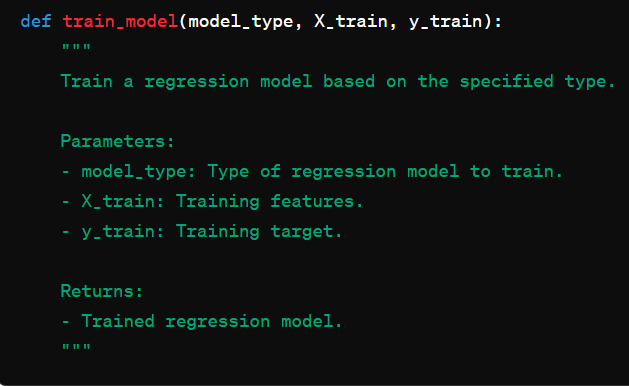 def train_model(model_type, X_train, y_train):
    """
    Train a regression model based on the specified type.

    Parameters:
    - model_type: Type of regression model to train.
    - X_train: Training features.
    - y_train: Training target.

    Returns:
    - Trained regression model.
    """